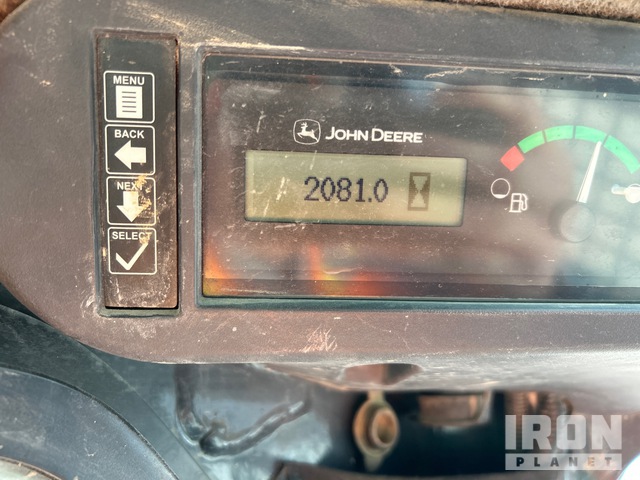 MENU
BACK
NEXT
SELECT
JOHN DEERE
2081.0
IRON
PLANET